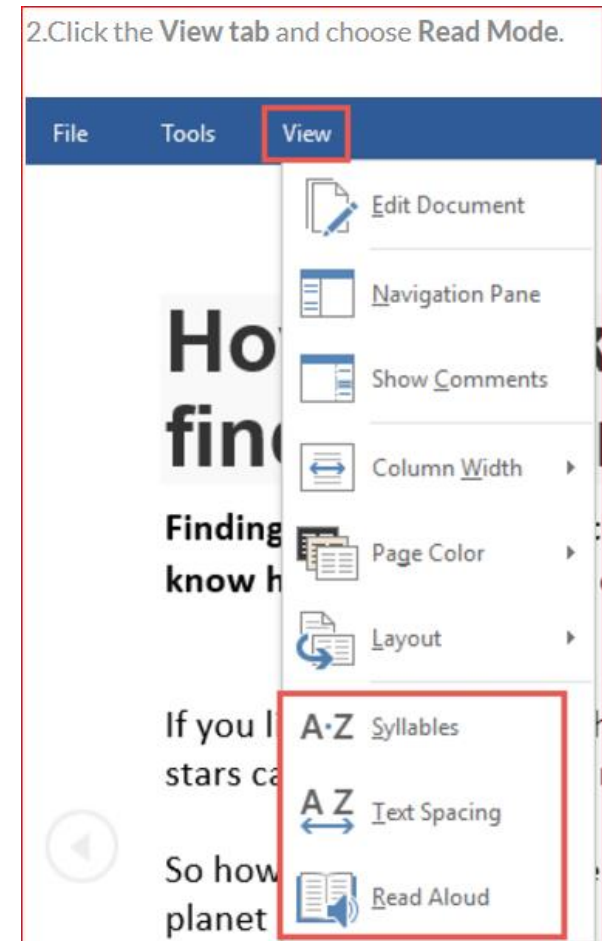 2.Click the View tab and choose Read Mode.
File Tools View
Edit Document
Navigation Pane
Ho
Show Comments
fin
Column Width
Finding
Page Color
know h
Layout
If you li
A·Z Syllables
stars ca
A Z Text Spacing
So how
Read Aloud
planet